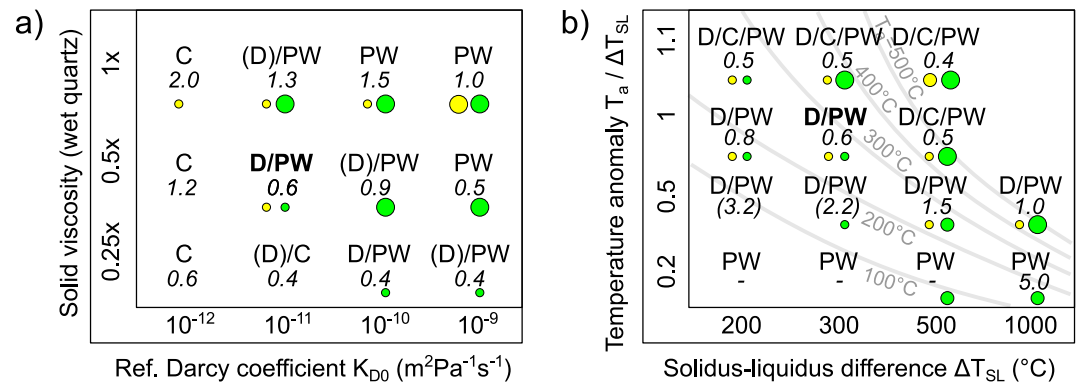 a)
Solid viscosity (wet quartz)
1x
C (D)/PW PW PW
2.0 1.3 1.5 1.0
0.5x
C D/PW (D)/PW PW
1.2 0.6 0.9 0.5
0.25x
C (D)/C D/PW (D)/PW
0.6 0.4 0.4 0.4
10⁻¹² 10⁻¹¹ 10⁻¹⁰ 10⁻⁹
Ref. Darcy coefficient K_D0 (m²Pa⁻¹s⁻¹)
b)
Temperature anomaly T_a / ΔT_SL
1.1
D/C/PW D/C/PW D/C/PW
0.5 0.5 0.4
1
D/PW D/PW D/C/PW
0.8 0.6 0.5
0.5
D/PW D/PW D/PW D/PW
(3.2) (2.2) 1.5 1.0
0.2
PW PW PW PW
- - - 5.0
T_a=500°C
400°C
300°C
200°C
100°C
200 300 500 1000
Solidus-liquidus difference ΔT_SL (°C)